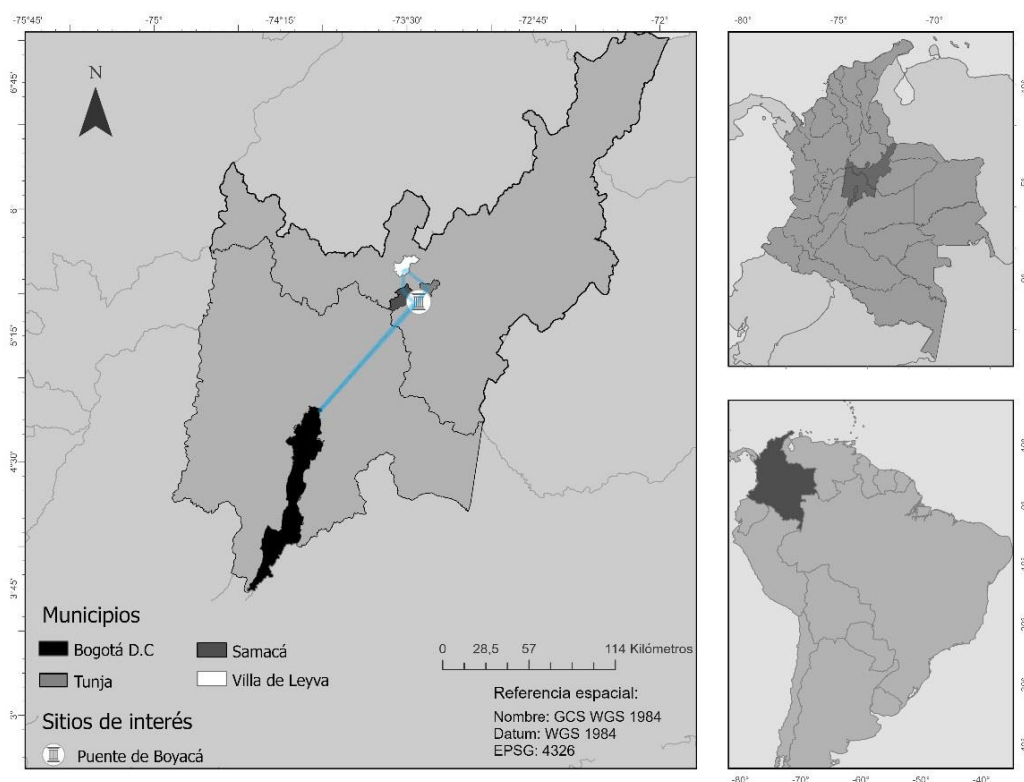 -75°45' -75° -74°15' -73°30' -72°45' -72°
6°45'
6°
5°15'
4°30'
3°45'
3°
N
Municipios
Bogotá D.C
Samacá
Tunja
Villa de Leyva
Sitios de interés
Puente de Boyacá
0 28,5 57 114 Kilómetros
Referencia espacial:
Nombre: GCS WGS 1984
Datum: WGS 1984
EPSG: 4326
-80° -75° -70°
-80° -70° -60° -50° -40°